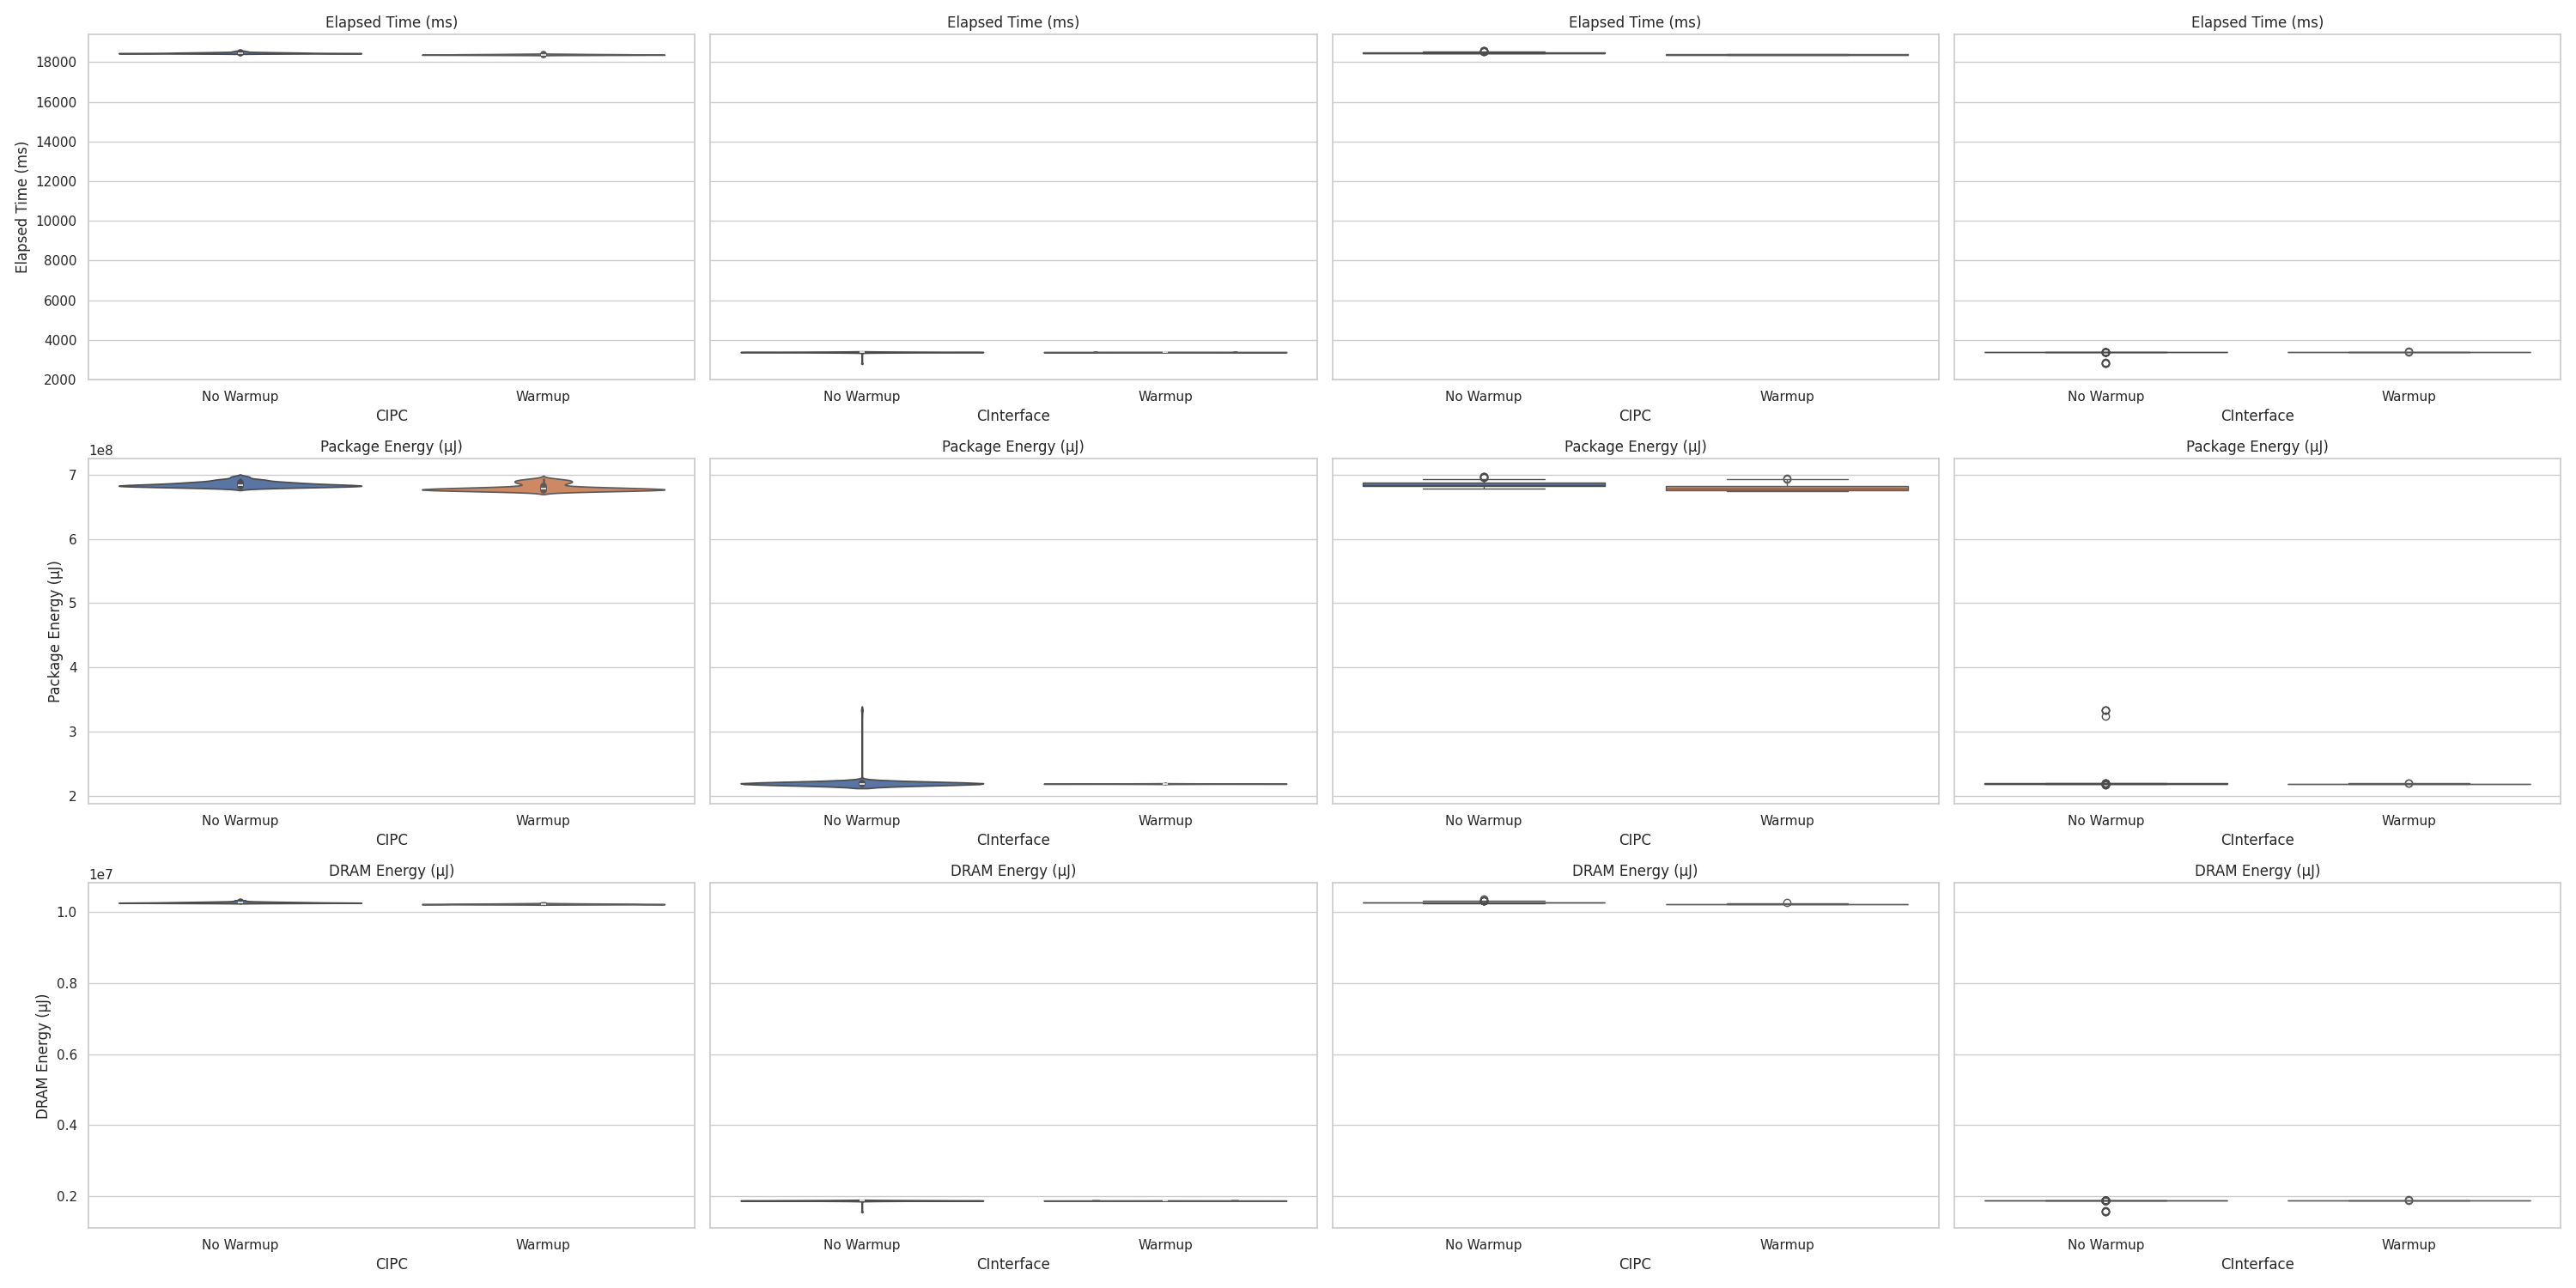 Elapsed Time (ms) Elapsed Time (ms) Elapsed Time (ms) Elapsed Time (ms)
Elapsed Time (ms)
18000
16000
14000
12000
10000
8000
6000
4000
2000
No Warmup Warmup No Warmup Warmup No Warmup Warmup No Warmup Warmup
CIPC CInterface CIPC CInterface
1e8
Package Energy (µJ) Package Energy (µJ) Package Energy (µJ) Package Energy (µJ)
Package Energy (µJ)
7
6
5
4
3
2
No Warmup Warmup No Warmup Warmup No Warmup Warmup No Warmup Warmup
CIPC CInterface CIPC CInterface
1e7
DRAM Energy (µJ) DRAM Energy (µJ) DRAM Energy (µJ) DRAM Energy (µJ)
DRAM Energy (µJ)
1.0
0.8
0.6
0.4
0.2
No Warmup Warmup No Warmup Warmup No Warmup Warmup No Warmup Warmup
CIPC CInterface CIPC CInterface